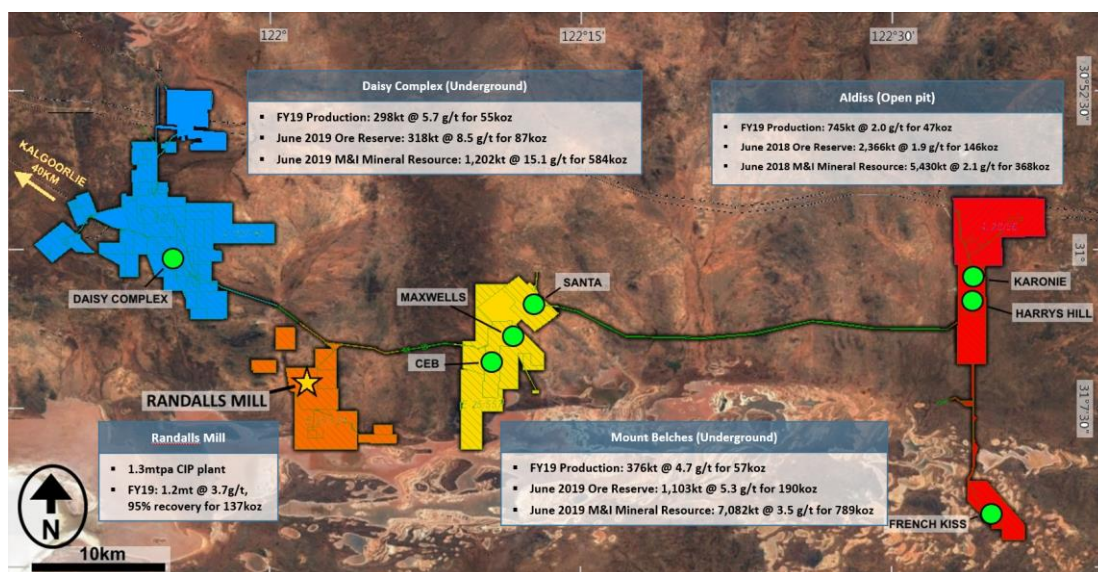 122°
122°15'
122°30'
30°52'30"
31°
31°7'30"
Daisy Complex (Underground)
▪ FY19 Production: 298kt @ 5.7 g/t for 55koz
▪ June 2019 Ore Reserve: 318kt @ 8.5 g/t for 87koz
▪ June 2019 M&I Mineral Resource: 1,202kt @ 15.1 g/t for 584koz
Aldiss (Open pit)
▪ FY19 Production: 745kt @ 2.0 g/t for 47koz
▪ June 2018 Ore Reserve: 2,366kt @ 1.9 g/t for 146koz
▪ June 2018 M&I Mineral Resource: 5,430kt @ 2.1 g/t for 368koz
KALGOORLIE
40KM
DAISY COMPLEX
MAXWELLS
SANTA
CEB
KARONIE
HARRYS HILL
RANDALLS MILL
FRENCH KISS
Randalls Mill
▪ 1.3mtpa CIP plant
▪ FY19: 1.2mt @ 3.7g/t,
95% recovery for 137koz
Mount Belches (Underground)
▪ FY19 Production: 376kt @ 4.7 g/t for 57koz
▪ June 2019 Ore Reserve: 1,103kt @ 5.3 g/t for 190koz
▪ June 2019 M&I Mineral Resource: 7,082kt @ 3.5 g/t for 789koz
N
10km